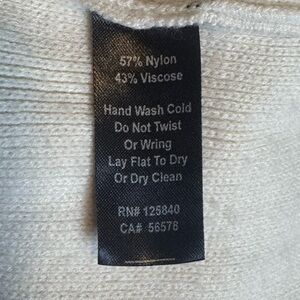 57% Nylon
43% Viscose
Hand Wash Cold
Do Not Twist
Or Wring
Lay Flat To Dry
Or Dry Clean
RN# 125840
CA# 56578